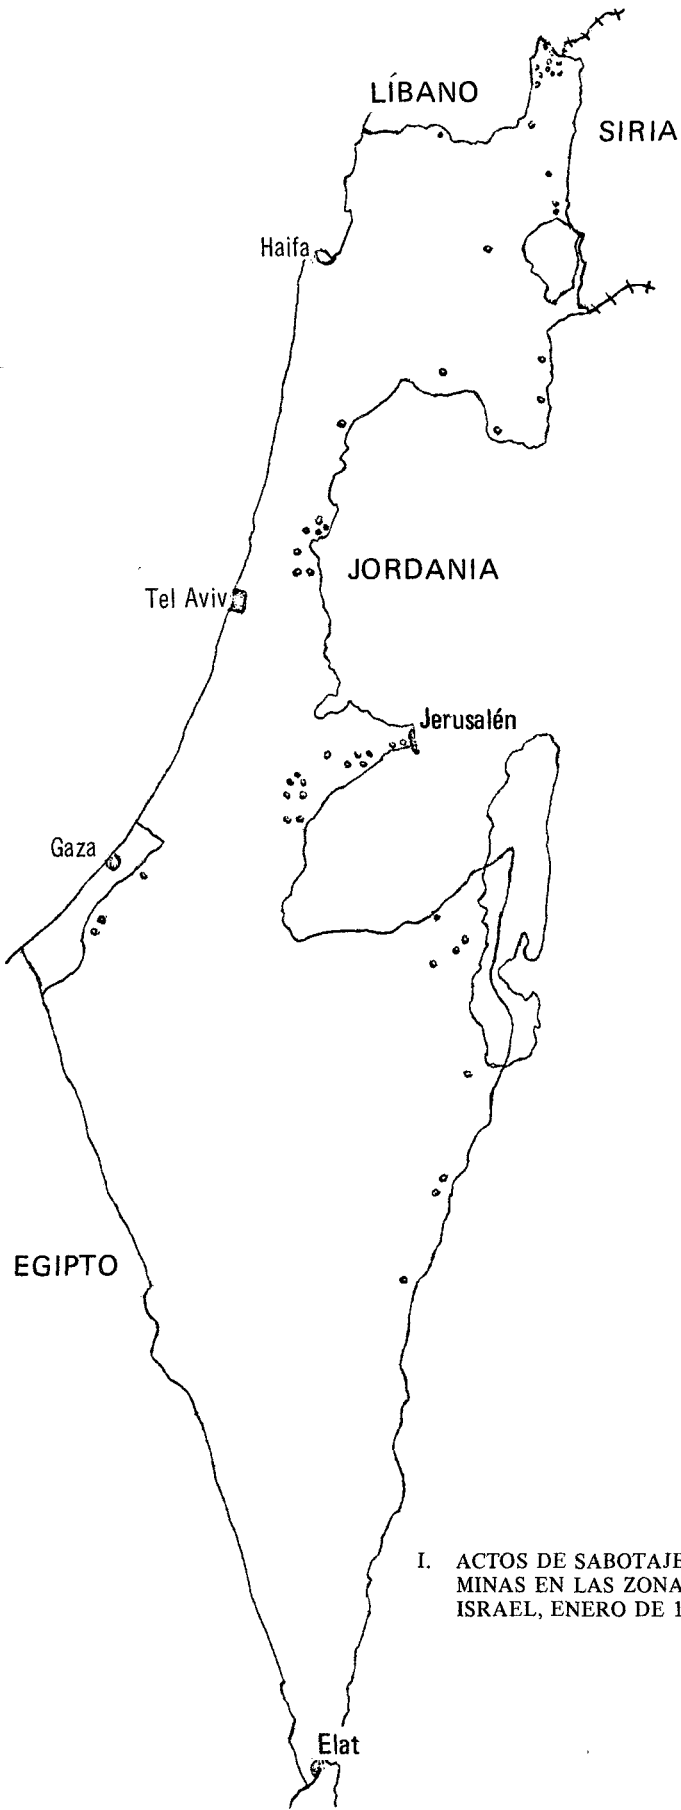 LÍBANO
SIRIA
Haifa
JORDANIA
Tel Aviv
Jerusalén
Gaza
EGIPTO
I. ACTOS DE SABOTAJE
MINAS EN LAS ZONA
ISRAEL, ENERO DE 1
Elat